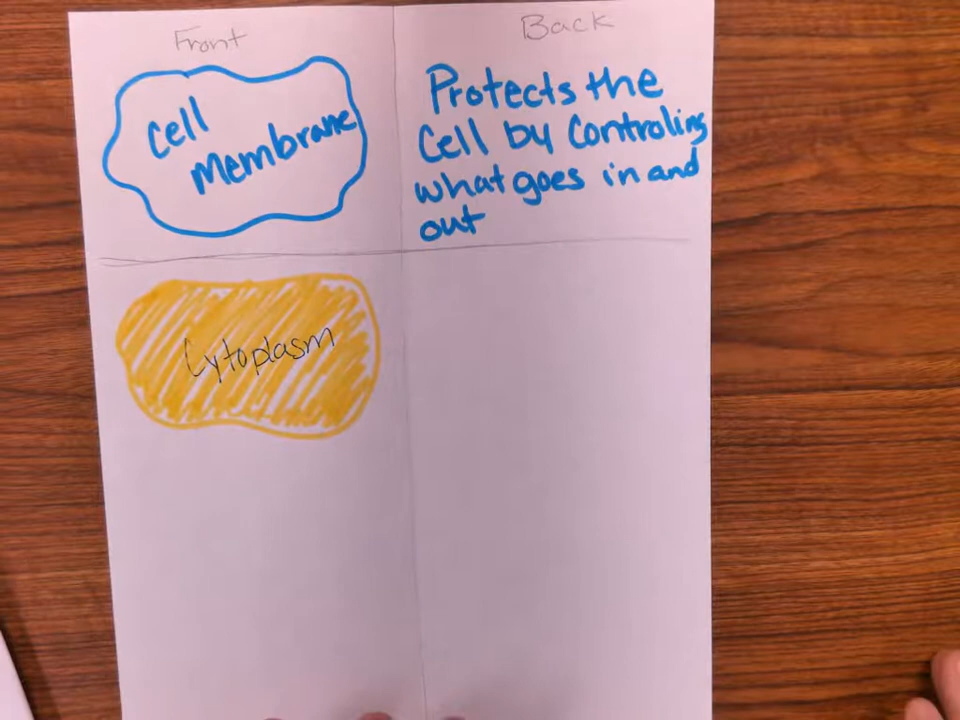 Front
Back
Cell
Membrane
Protects the
Cell by Controling
what goes in and
out
Cytoplasm